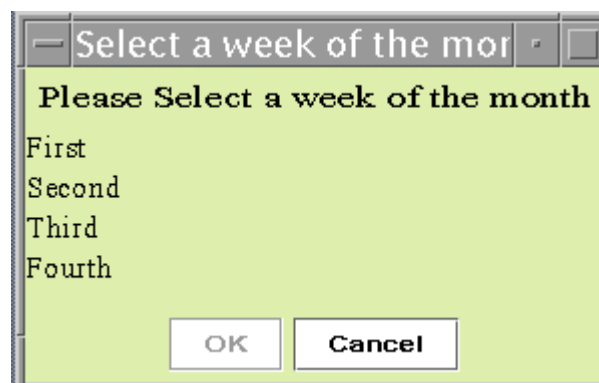 Select a week of the mor
Please Select a week of the month
First
Second
Third
Fourth
OK Cancel